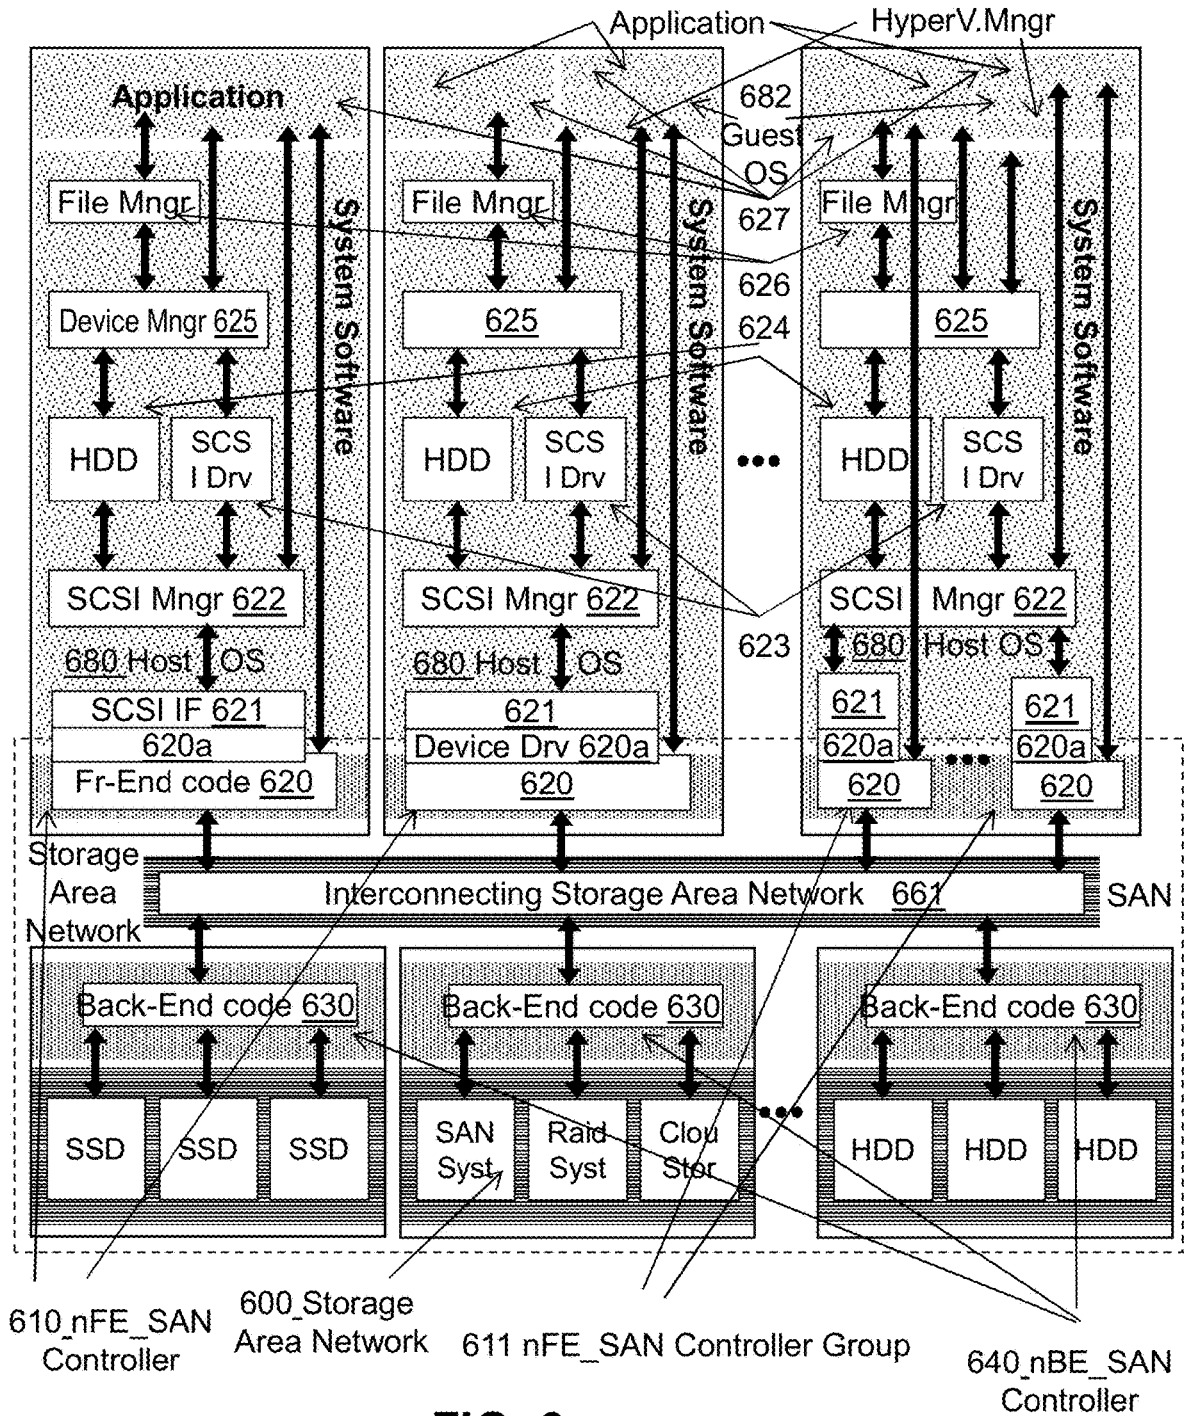 Application
HyperV.Mngr
Application
682
Guest
OS
627
626
624
623
File Mngr
Device Mngr 625
HDD
SCS
I Drv
SCSI Mngr 622
680 Host OS
SCSI IF 621
620a
Fr-End code 620
System Software
File Mngr
625
HDD
SCS
I Drv
SCSI Mngr 622
680 Host OS
621
Device Drv 620a
620
System Software
•••
File Mngr
625
HDD
SCS
I Drv
SCSI Mngr 622
680 Host OS
621
620a
620
•••
621
620a
620
System Software
Storage
Area
Network
Interconnecting Storage Area Network 661
SAN
Back-End code 630
SSD
SSD
SSD
Back-End code 630
SAN
Syst
Raid
Syst
Clou
Stor
•••
Back-End code 630
HDD
HDD
HDD
610_nFE_SAN
Controller
600_Storage
Area Network
611 nFE_SAN Controller Group
640_nBE_SAN
Controller